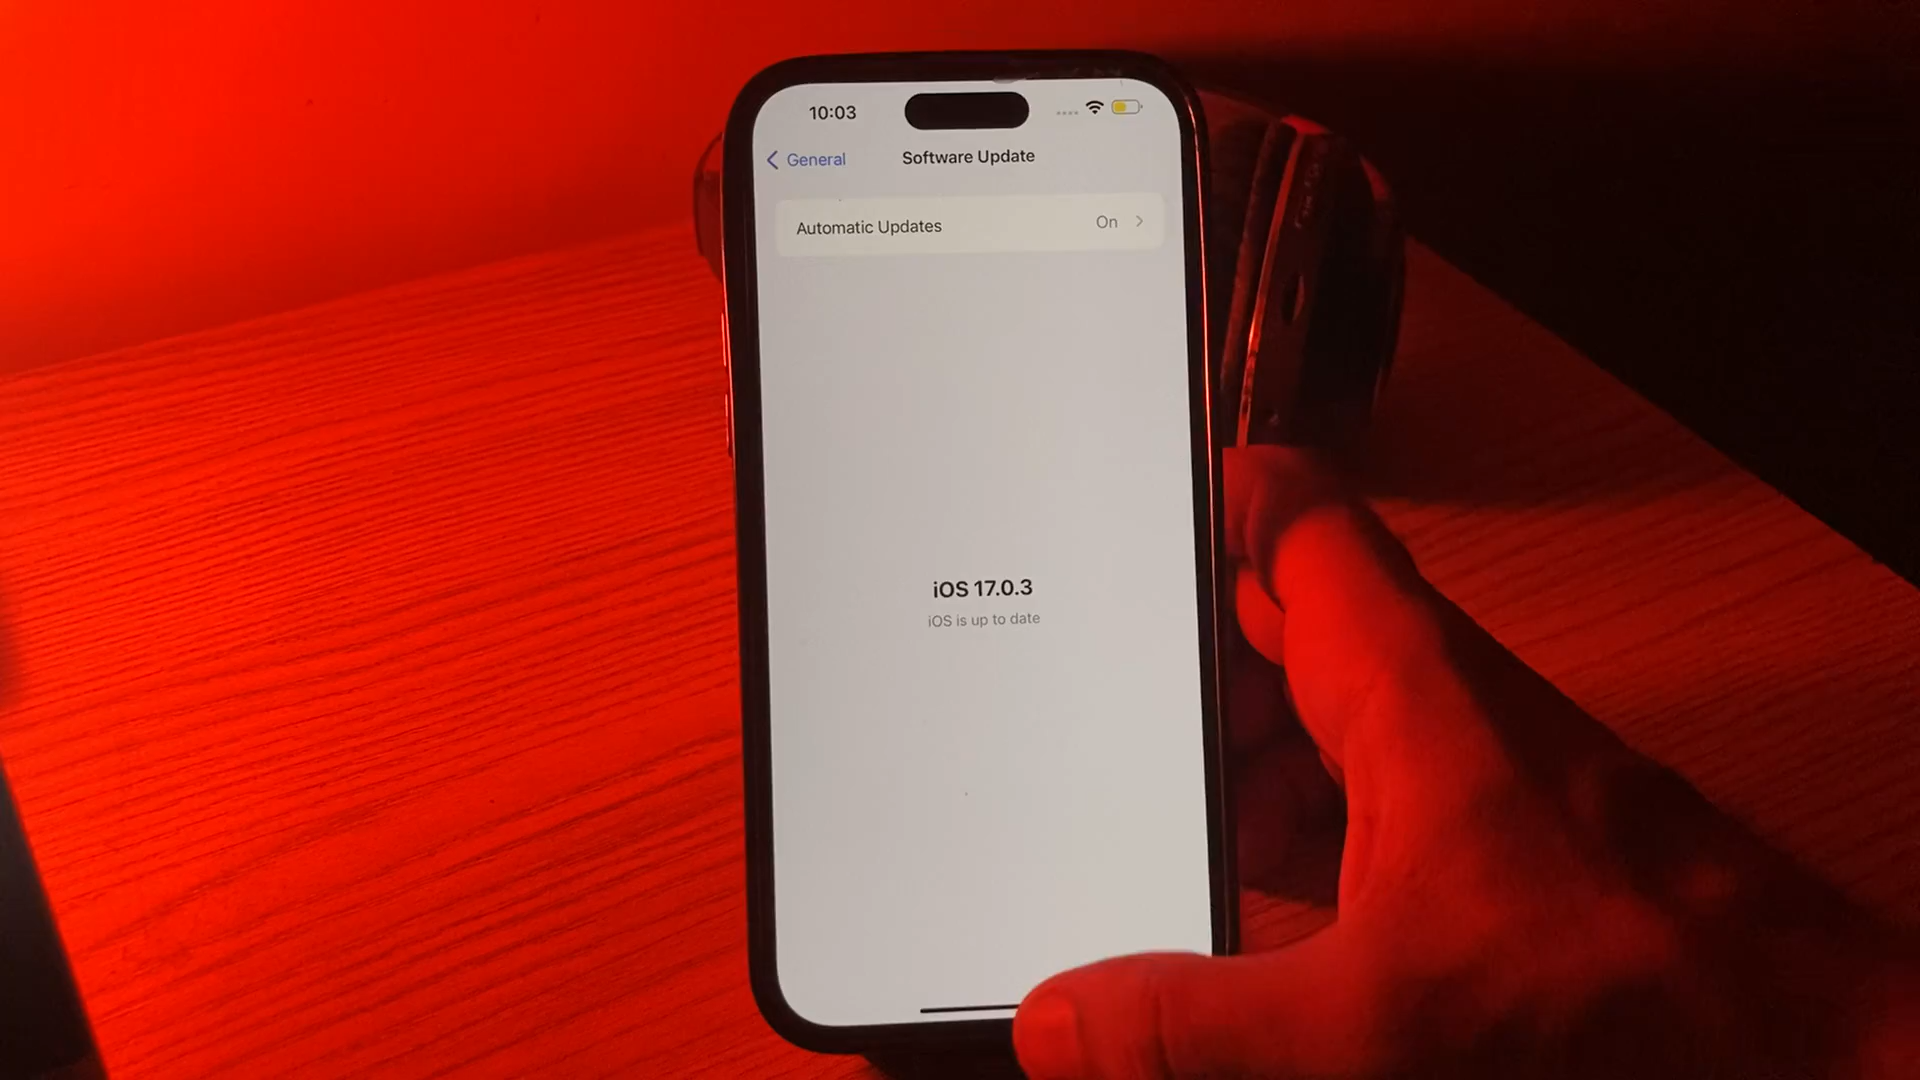 10:03
General
Software Update
Automatic Updates
On
iOS 17.0.3
iOS is up to date